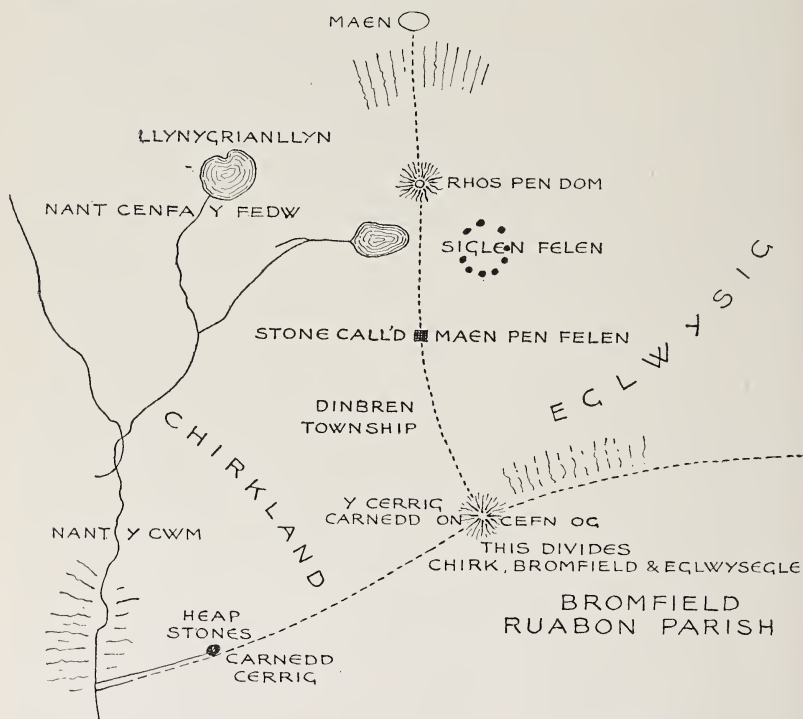 MAEN
LLYNYGRIANLLYN
RHOS PEN DOM
NANT CENFA Y FEDW
SIGLEN FELEN
STONE CALL'D MAEN PEN FELEN
EGLWYSIG
DINBREN
TOWNSHIP
CHIRKLAND
Y CERRIG
CARNEDD ON CEFN OG
NANT Y CWM
THIS DIVIDES
CHIRK, BROMFIELD & EGLWYSEGLE
BROMFIELD
RUABON PARISH
HEAP
STONES
CARNEDD
CERRIG